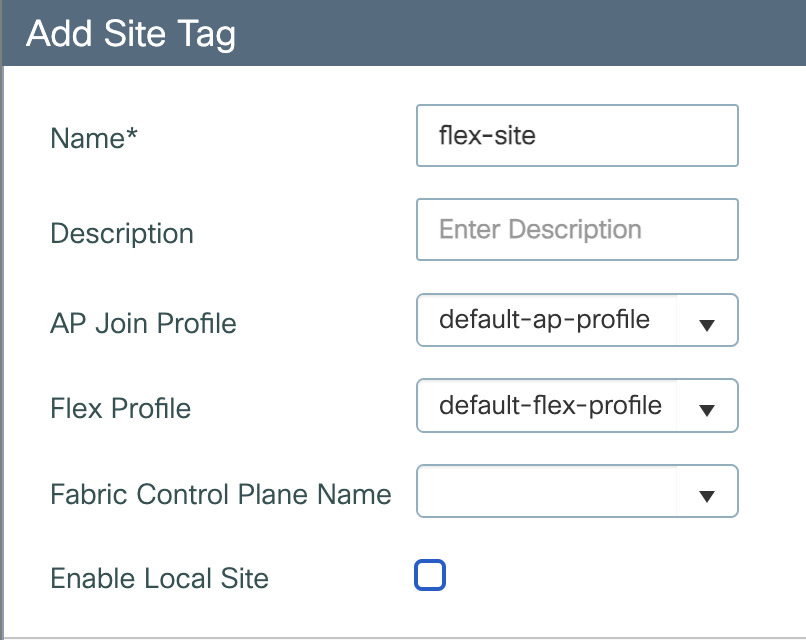 Add Site Tag
Name* flex-site
Description Enter Description
AP Join Profile default-ap-profile
Flex Profile default-flex-profile
Fabric Control Plane Name
Enable Local Site